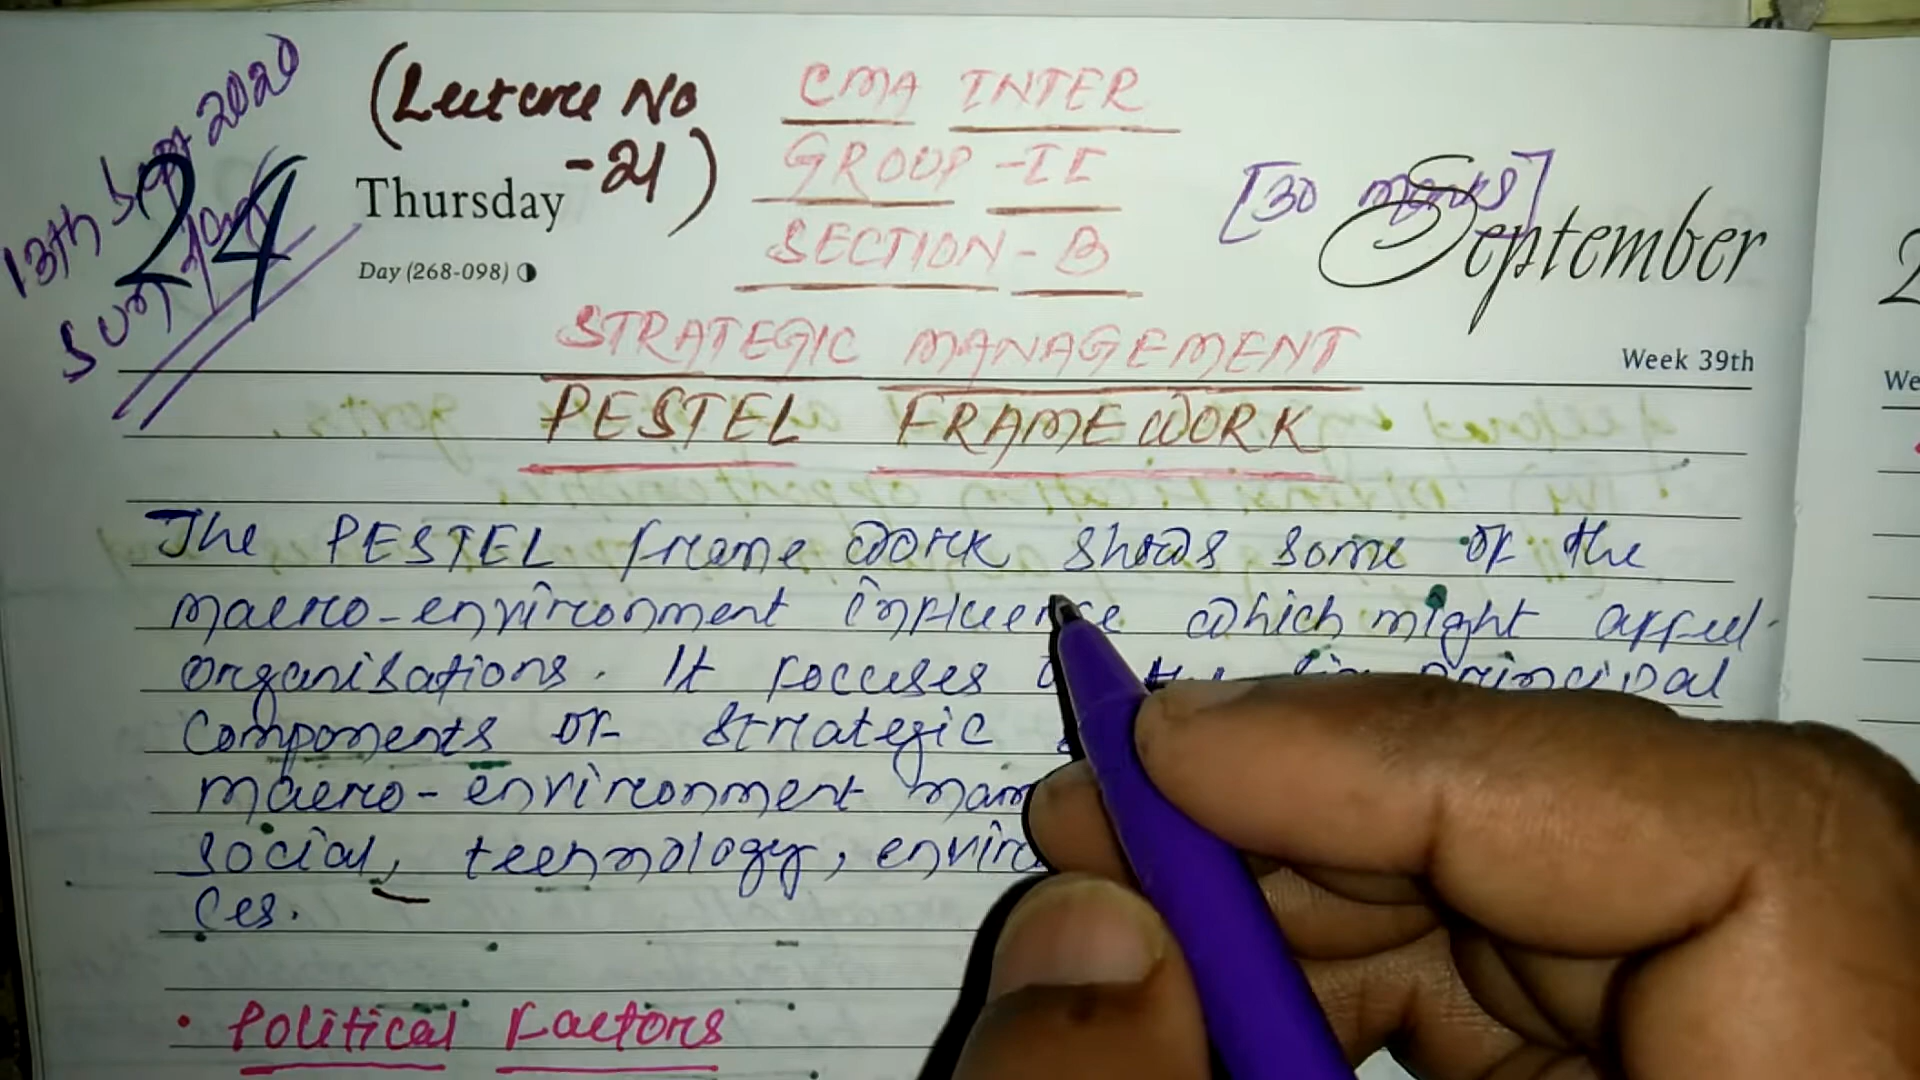 13th Sept 2020
24
(Lecture No
-21)
Thursday
Day (268-098)
CMA INTER
GROUP -II
SECTION - B
[30 marks]
September
Week 39th
STRATEGIC MANAGEMENT
PESTEL FRAMEWORK
The PESTEL frame work shows some of the
macro-environment influence which might affect
organisations. It focuses principal
components of strategic
macro-environment
social, technology,
ces.
• Political Factors